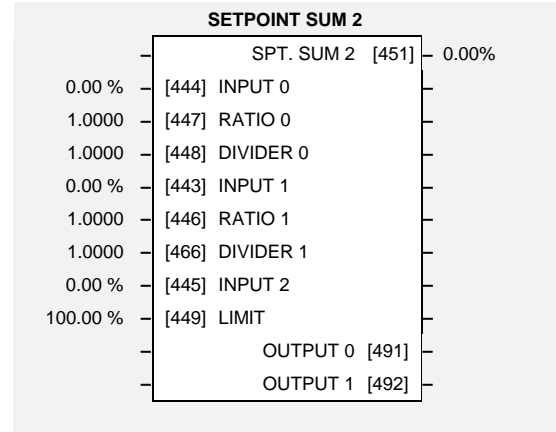 SETPOINT SUM 2
SPT. SUM 2 [451] 0.00%
0.00 % [444] INPUT 0
1.0000 [447] RATIO 0
1.0000 [448] DIVIDER 0
0.00 % [443] INPUT 1
1.0000 [446] RATIO 1
1.0000 [466] DIVIDER 1
0.00 % [445] INPUT 2
100.00 % [449] LIMIT
OUTPUT 0 [491]
OUTPUT 1 [492]